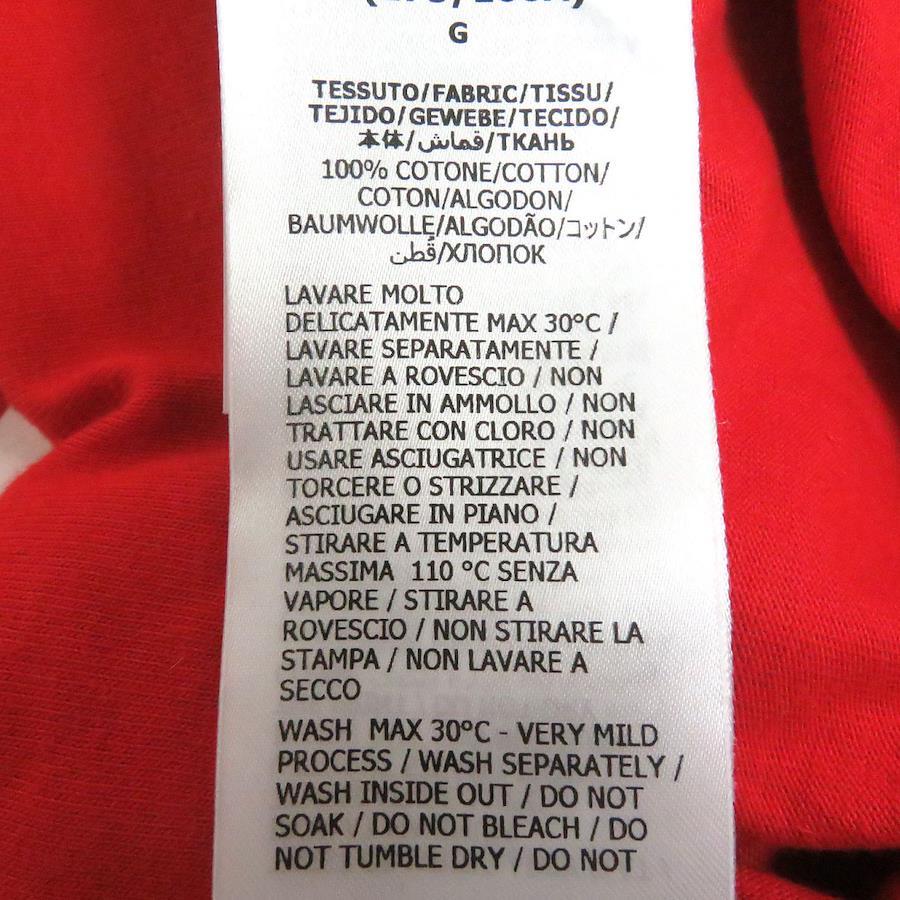 G
TESSUTO/FABRIC/TISSU/
TEJIDO/GEWEBE/TECIDO/
本体/قماش/ТКАНЬ
100% COTONE/COTTON/
COTON/ALGODON/
BAUMWOLLE/ALGODÃO/コットン/
قطن/ХЛОПОК
LAVARE MOLTO
DELICATAMENTE MAX 30°C /
LAVARE SEPARATAMENTE /
LAVARE A ROVESCIO / NON
LASCIARE IN AMMOLLO / NON
TRATTARE CON CLORO / NON
USARE ASCIUGATRICE / NON
TORCERE O STRIZZARE /
ASCIUGARE IN PIANO /
STIRARE A TEMPERATURA
MASSIMA 110 °C SENZA
VAPORE / STIRARE A
ROVESCIO / NON STIRARE LA
STAMPA / NON LAVARE A
SECCO
WASH MAX 30°C - VERY MILD
PROCESS / WASH SEPARATELY /
WASH INSIDE OUT / DO NOT
SOAK / DO NOT BLEACH / DO
NOT TUMBLE DRY / DO NOT